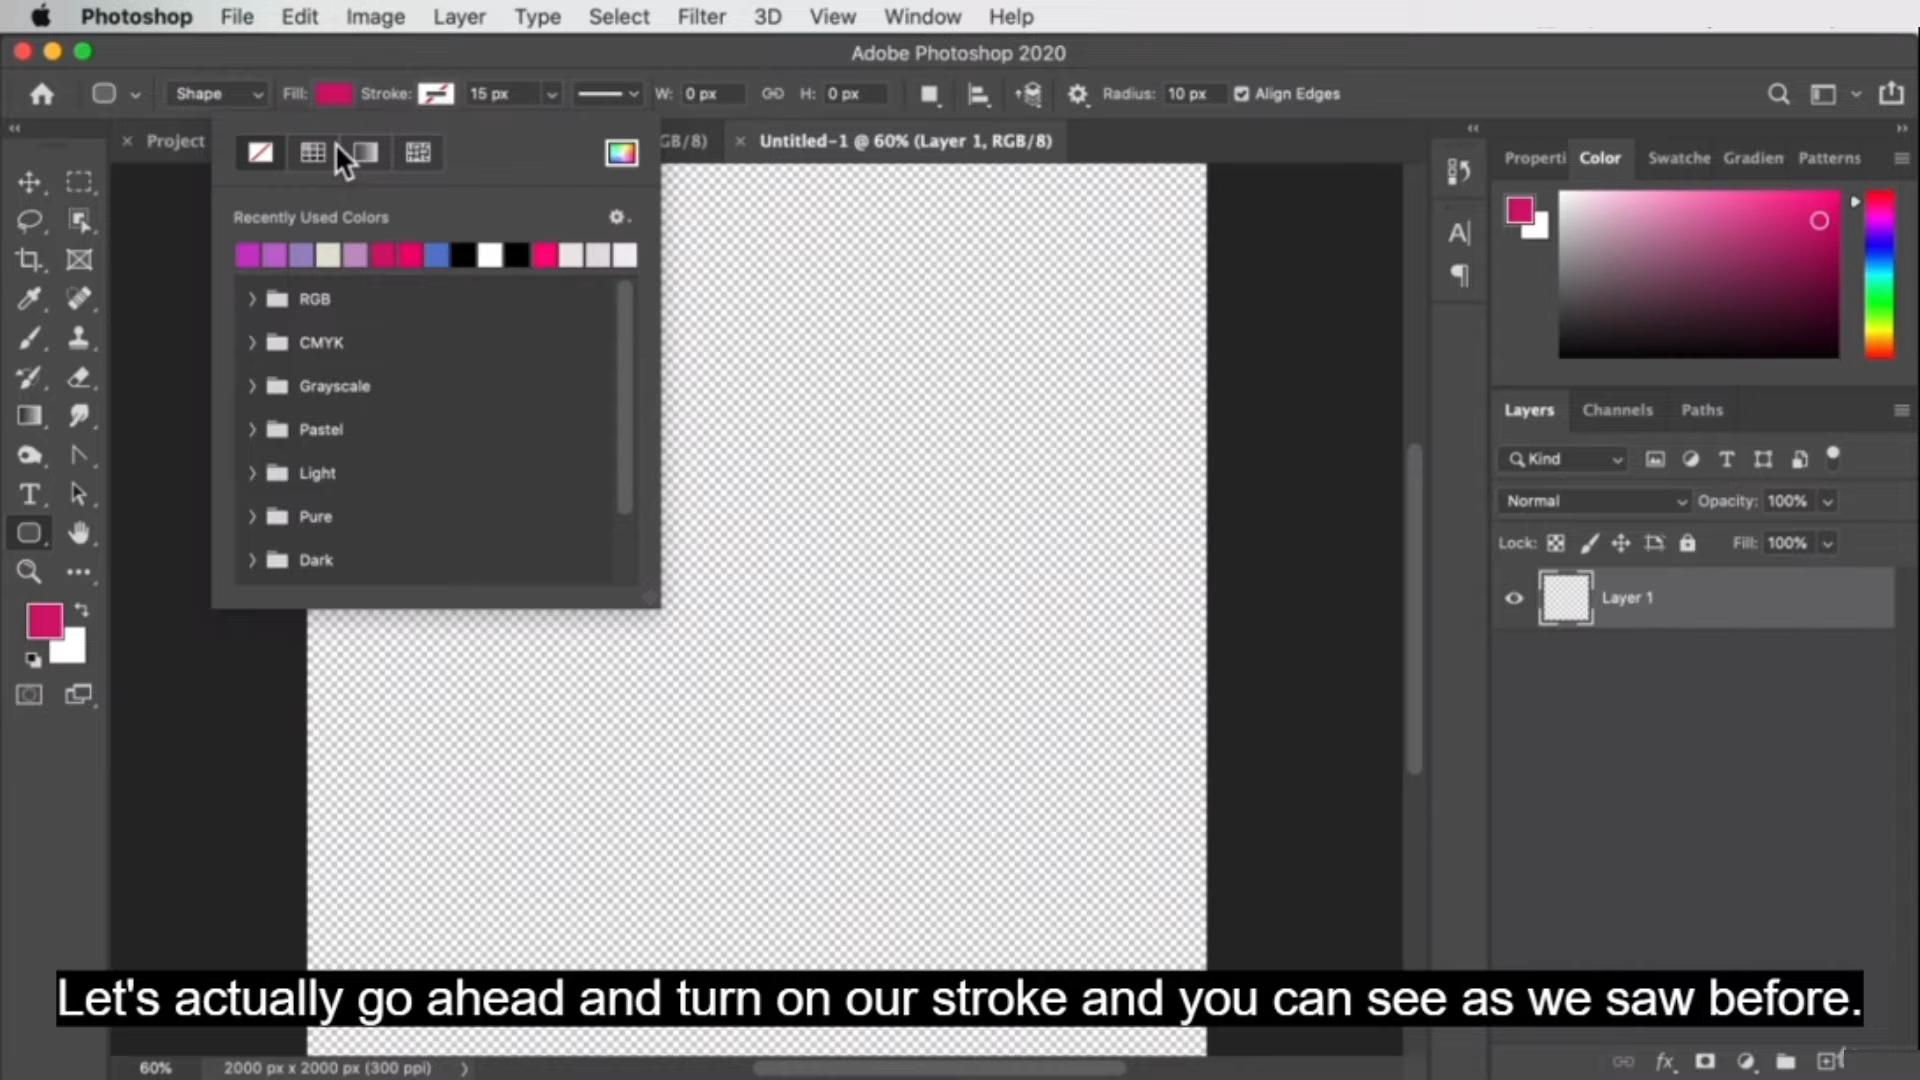 Photoshop File Edit Image Layer Type Select Filter 3D View Window Help
Adobe Photoshop 2020
Shape Fill: Stroke: 15 px W: 0 px H: 0 px Radius: 10 px Align Edges
Project GB/8) Untitled-1 @ 60% (Layer 1, RGB/8)
Properti Color Swatche Gradien Patterns
Recently Used Colors
RGB
CMYK
Grayscale
Pastel
Light
Pure
Dark
Layers Channels Paths
Kind
Normal Opacity: 100%
Lock: Fill: 100%
Layer 1
Let's actually go ahead and turn on our stroke and you can see as we saw before.
60% 2000 px x 2000 px (300 ppi)